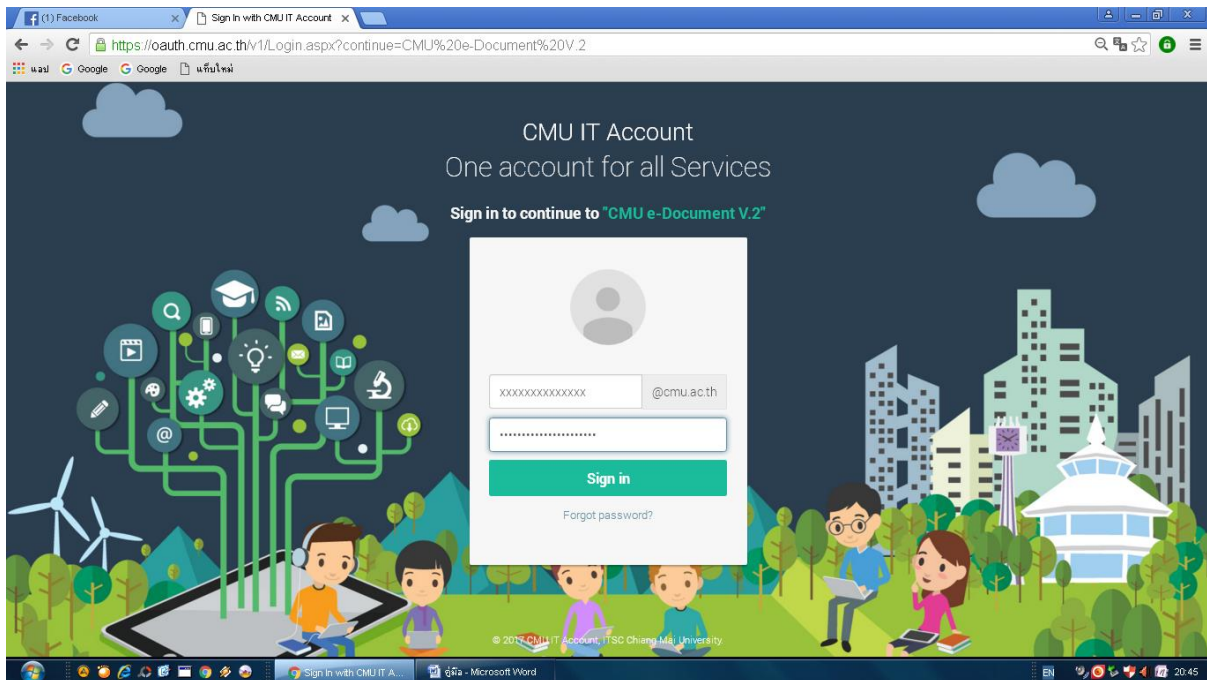 (1) Facebook
Sign In with CMU IT Account
https://oauth.cmu.ac.th/v1/Login.aspx?continue=CMU%20e-Document%20V.2
แอป
Google
Google
แท็บใหม่
CMU IT Account
One account for all Services
Sign in to continue to "CMU e-Document V.2"
xxxxxxxxxxxxxx @cmu.ac.th
Sign in
Forgot password?
© 2017 CMU IT Account, ITSC Chiang Mai University
Sign In with CMU IT A...
คู่มือ - Microsoft Word
EN
20:45